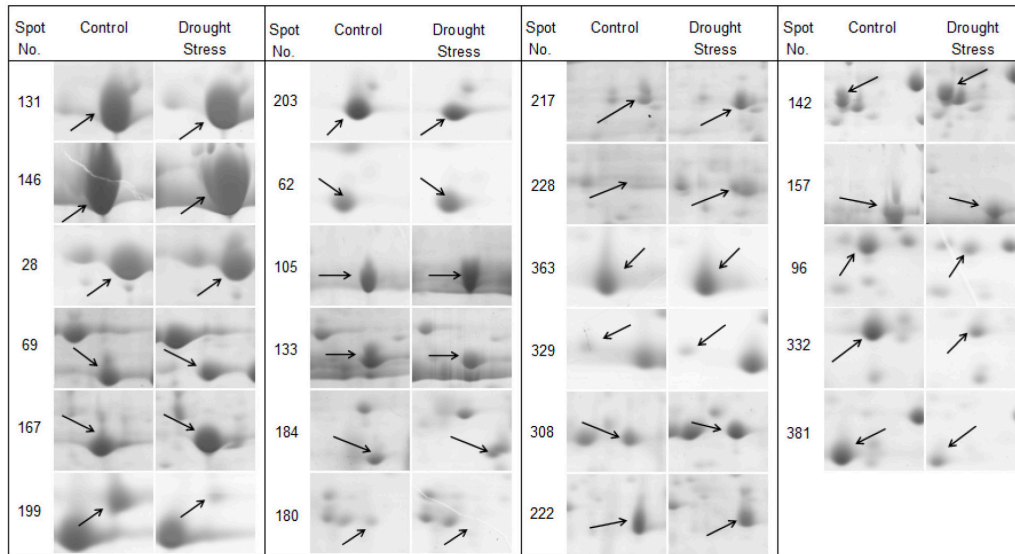 Spot Control Drought
No. Stress
131
146
28
69
167
199
Spot Control Drought
No. Stress
203
62
105
133
184
180
Spot Control Drought
No. Stress
217
228
363
329
308
222
Spot Control Drought
No. Stress
142
157
96
332
381